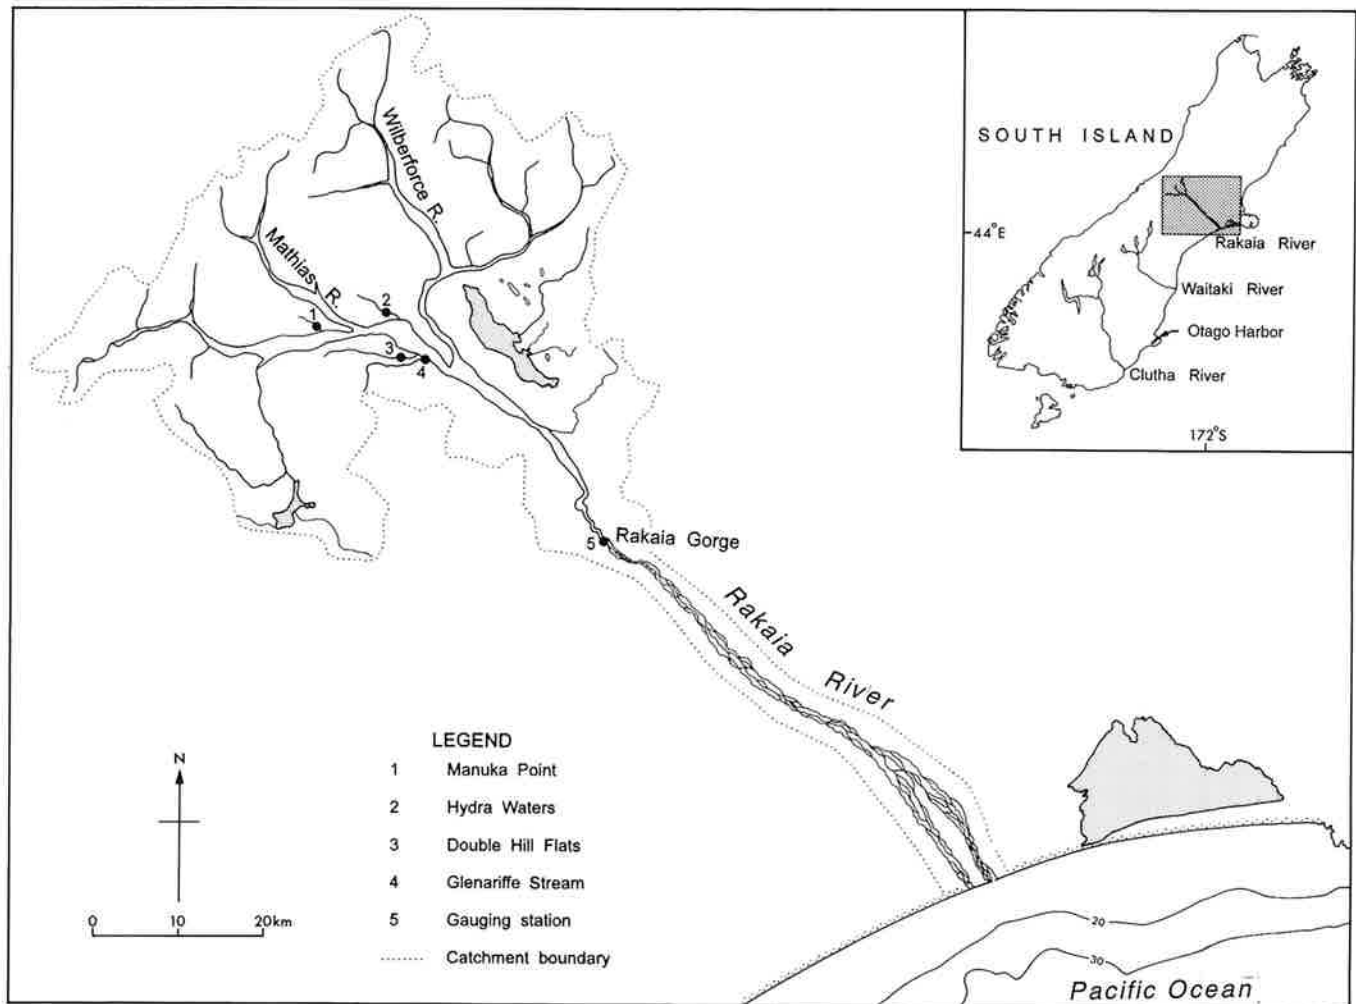 SOUTH ISLAND
44°E
Rakaia River
Waitaki River
Otago Harbor
Clutha River
172°S
Wilberforce R.
Mathias R.
1
2
3
4
5
Rakaia Gorge
Rakaia River
LEGEND
1 Manuka Point
2 Hydra Waters
3 Double Hill Flats
4 Glenariffe Stream
5 Gauging station
Catchment boundary
N
0 10 20km
20
30
Pacific Ocean